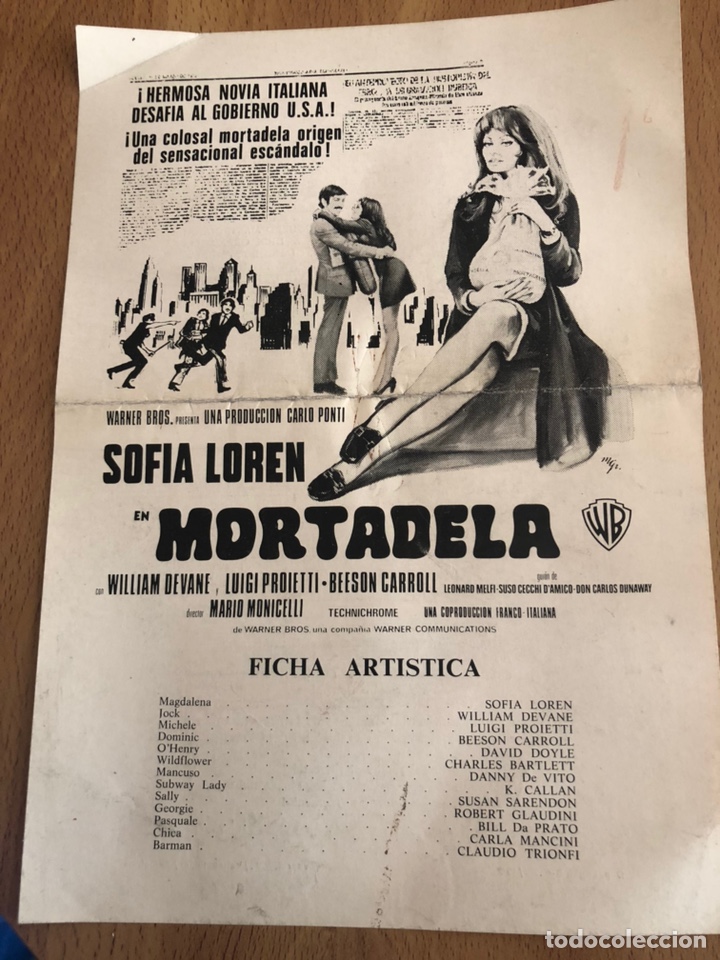 ¡HERMOSA NOVIA ITALIANA
DESAFIA AL GOBIERNO U.S.A.!
¡Una colosal mortadela origen
del sensacional escándalo!
WARNER BROS. PRESENTA UNA PRODUCCION CARLO PONTI
SOFIA LOREN
EN MORTADELA
WB
con WILLIAM DEVANE y LUIGI PROIETTI • BEESON CARROLL guión de LEONARD MELFI-SUSO CECCHI D'AMICO-DON CARLOS DUNAWAY
director MARIO MONICELLI TECHNICHROME UNA COPRODUCCION FRANCO-ITALIANA
de WARNER BROS. una compañia WARNER COMMUNICATIONS
FICHA ARTISTICA
Magdalena SOFIA LOREN
Jock WILLIAM DEVANE
Michele LUIGI PROIETTI
Dominic BEESON CARROLL
O'Henry DAVID DOYLE
Wildflower CHARLES BARTLETT
Mancuso DANNY De VITO
Subway Lady K. CALLAN
Sally SUSAN SARENDON
Georgie ROBERT GLAUDINI
Pasquale BILL Da PRATO
Chica CARLA MANCINI
Barman CLAUDIO TRIONFI
todocoleccion